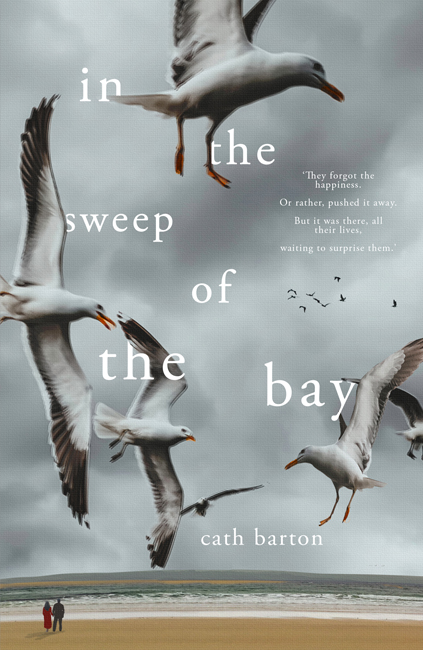 in
the
'They forgot the
happiness.
Or rather, pushed it away.
But it was there, all
their lives,
waiting to surprise them.'
sweep
of
the
bay
cath barton